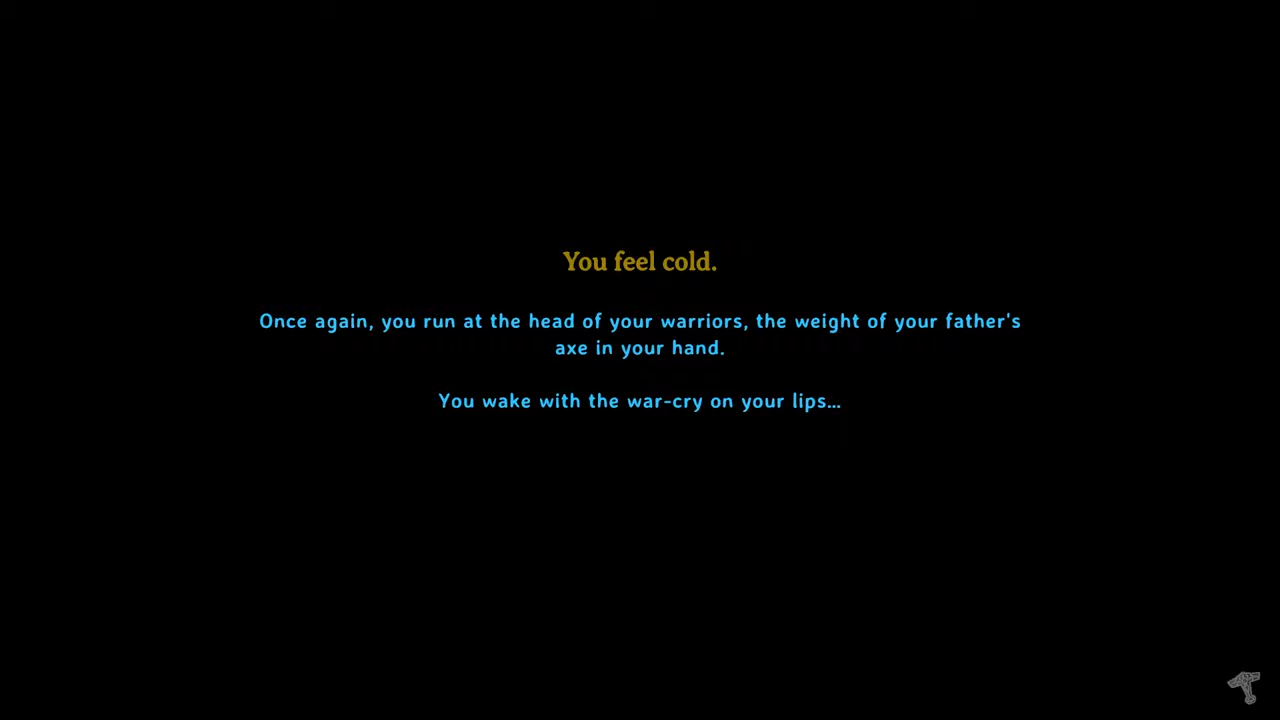 You feel cold.
Once again, you run at the head of your warriors, the weight of your father's
axe in your hand.
You wake with the war-cry on your lips...